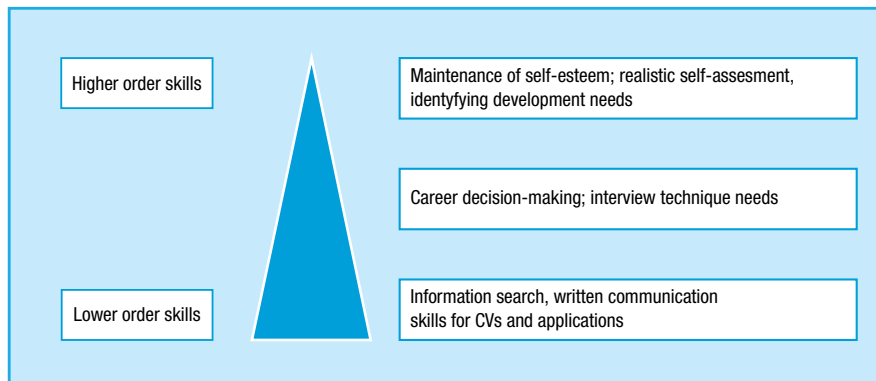 Higher order skills
Maintenance of self-esteem; realistic self-assesment,
identyfying development needs
Career decision-making; interview technique needs
Lower order skills
Information search, written communication
skills for CVs and applications